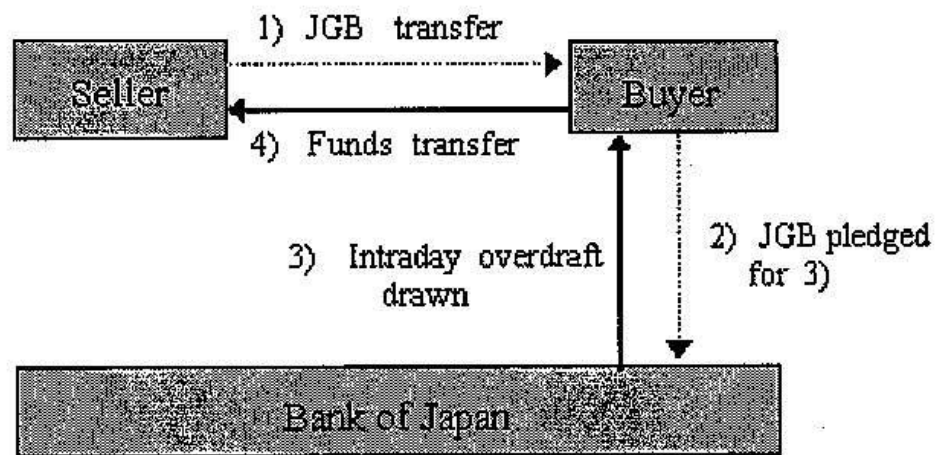 1) JGB transfer
Seller
Buyer
4) Funds transfer
3) Intraday overdraft
drawn
2) JGB pledged
for 3)
Bank of Japan